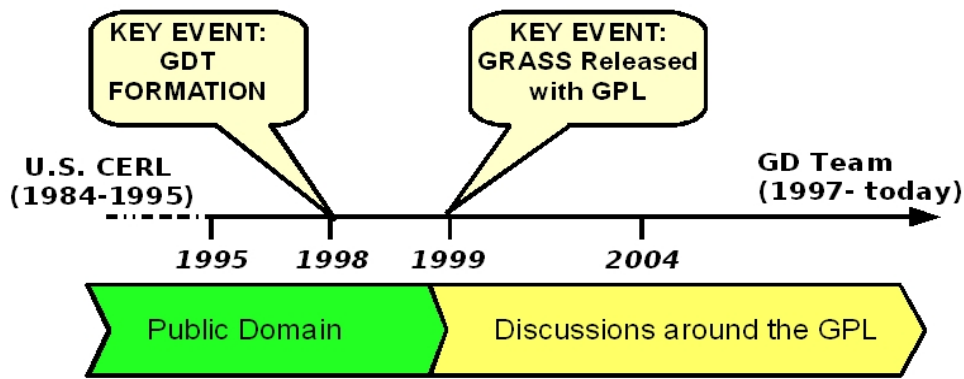 KEY EVENT:
GDT
FORMATION
KEY EVENT:
GRASS Released
with GPL
U.S. CERL
(1984-1995)
GD Team
(1997- today)
1995 1998 1999 2004
Public Domain
Discussions around the GPL